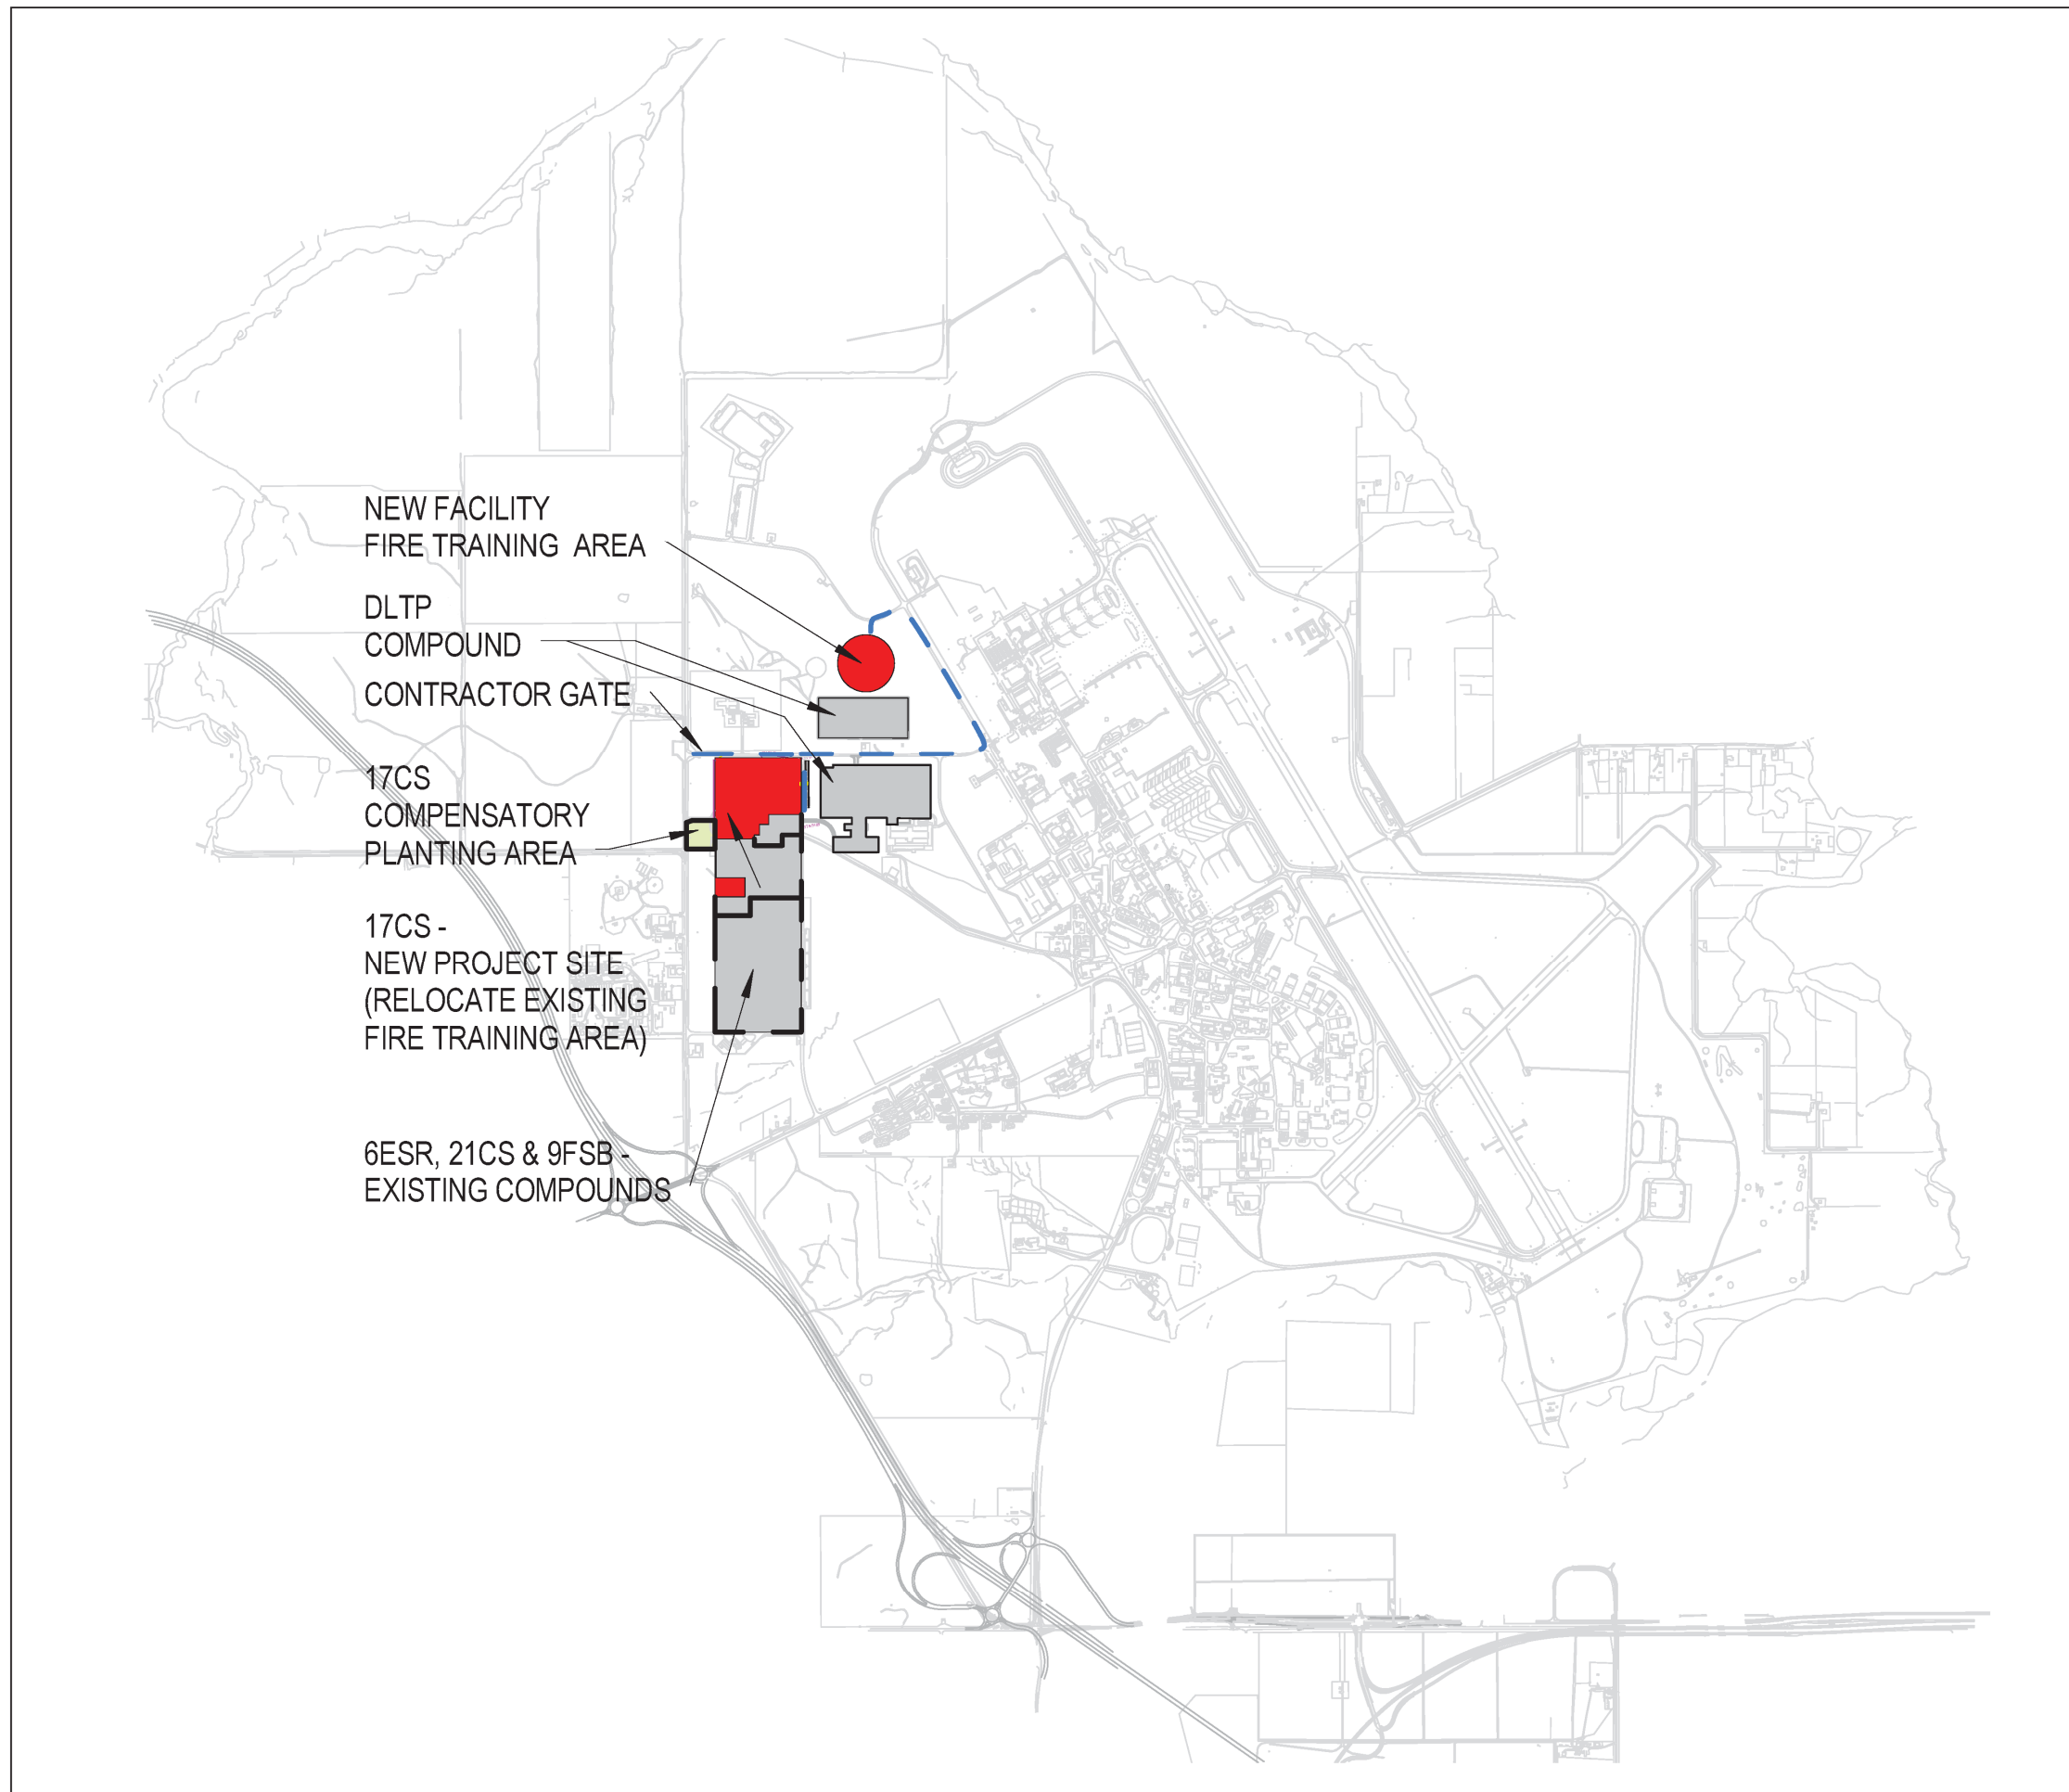 NEW FACILITY
FIRE TRAINING AREA
DLTP
COMPOUND
CONTRACTOR GATE
17CS
COMPENSATORY
PLANTING AREA
17CS -
NEW PROJECT SITE
(RELOCATE EXISTING
FIRE TRAINING AREA)
6ESR, 21CS & 9FSB -
EXISTING COMPOUNDS